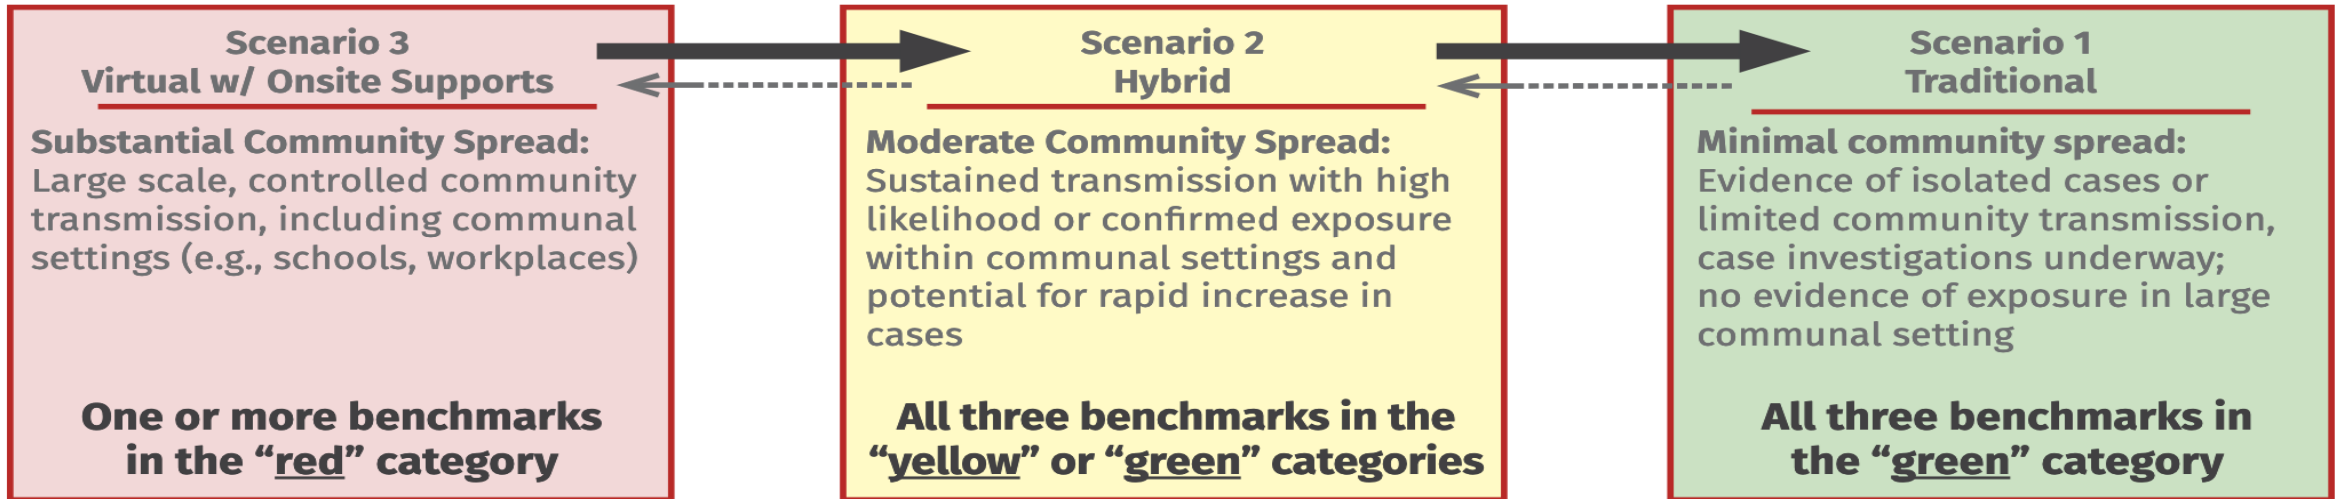 Scenario 3
Virtual w/ Onsite Supports
Substantial Community Spread:
Large scale, controlled community
transmission, including communal
settings (e.g., schools, workplaces)
One or more benchmarks
in the “red” category
Scenario 2
Hybrid
Moderate Community Spread:
Sustained transmission with high
likelihood or confirmed exposure
within communal settings and
potential for rapid increase in
cases
All three benchmarks in the
“yellow” or “green” categories
Scenario 1
Traditional
Minimal community spread:
Evidence of isolated cases or
limited community transmission,
case investigations underway;
no evidence of exposure in large
communal setting
All three benchmarks in
the “green” category